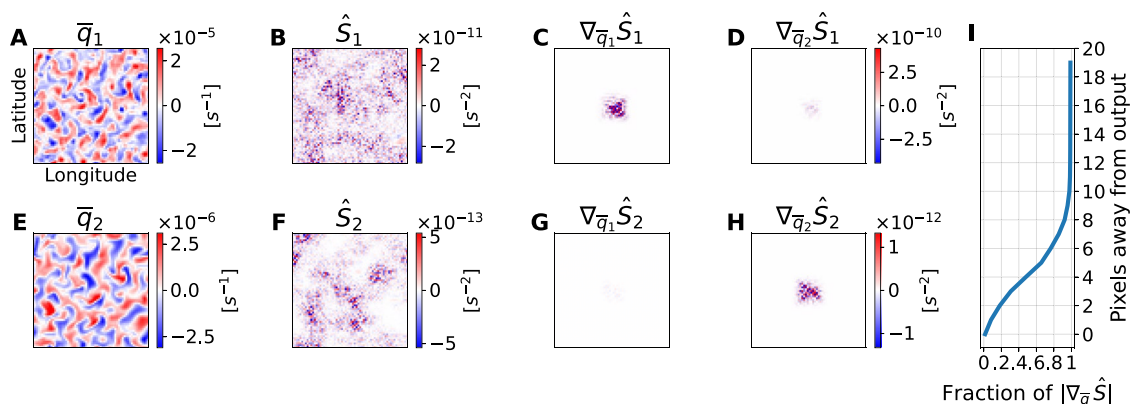 A
q̅₁
×10⁻⁵
2
0
−2
[s⁻¹]
Latitude
Longitude
B
Ŝ₁
×10⁻¹¹
2
0
−2
[s⁻²]
C
∇q̅₁Ŝ₁
D
∇q̅₂Ŝ₁
×10⁻¹⁰
2.5
0.0
−2.5
[s⁻²]
E
q̅₂
×10⁻⁶
2.5
0.0
−2.5
[s⁻¹]
F
Ŝ₂
×10⁻¹³
5
0
−5
[s⁻²]
G
∇q̅₁Ŝ₂
H
∇q̅₂Ŝ₂
×10⁻¹²
1
0
−1
[s⁻²]
I
20
18
16
14
12
10
8
6
4
2
0
Pixels away from output
0 .2 .4 .6 .8 1
Fraction of |∇q̅Ŝ|